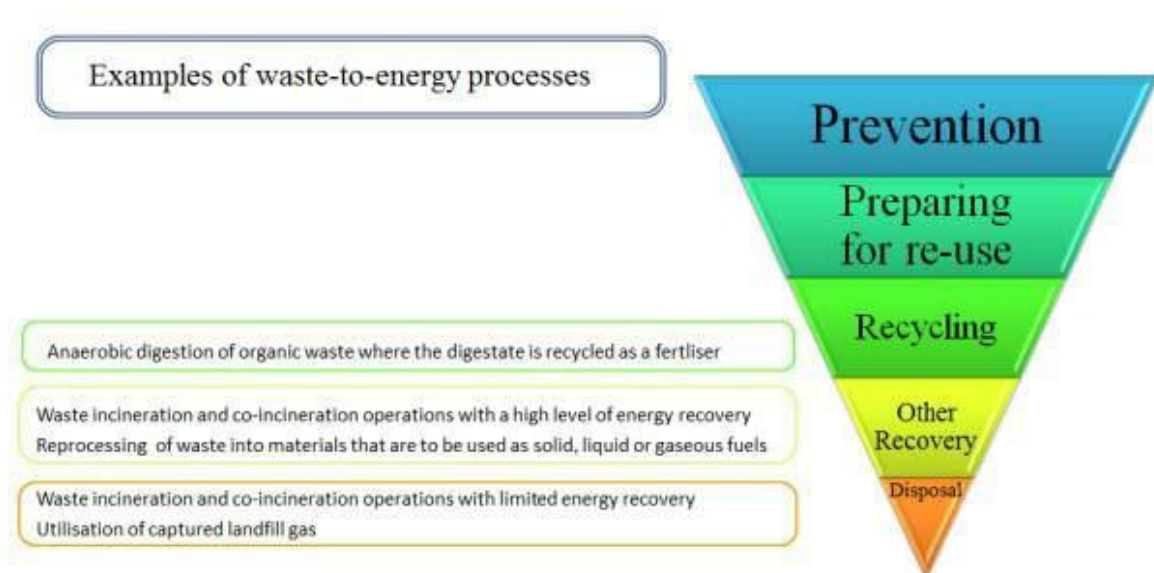 Examples of waste-to-energy processes
Prevention
Preparing
for re-use
Recycling
Anaerobic digestion of organic waste where the digestate is recycled as a fertliser
Other
Recovery
Waste incineration and co-incineration operations with a high level of energy recovery
Reprocessing of waste into materials that are to be used as solid, liquid or gaseous fuels
Disposal
Waste incineration and co-incineration operations with limited energy recovery
Utilisation of captured landfill gas